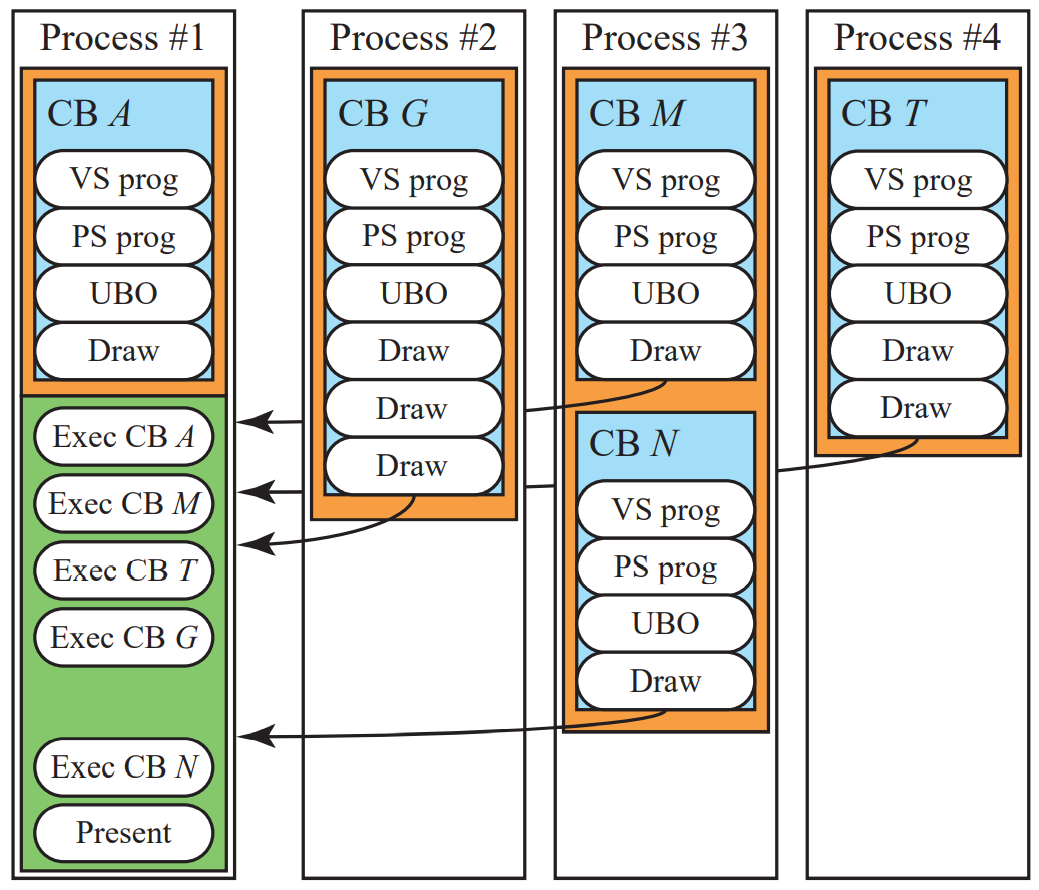 Process #1
CB A
VS prog
PS prog
UBO
Draw
Exec CB A
Exec CB M
Exec CB T
Exec CB G
Exec CB N
Present
Process #2
CB G
VS prog
PS prog
UBO
Draw
Draw
Draw
Process #3
CB M
VS prog
PS prog
UBO
Draw
CB N
VS prog
PS prog
UBO
Draw
Process #4
CB T
VS prog
PS prog
UBO
Draw
Draw